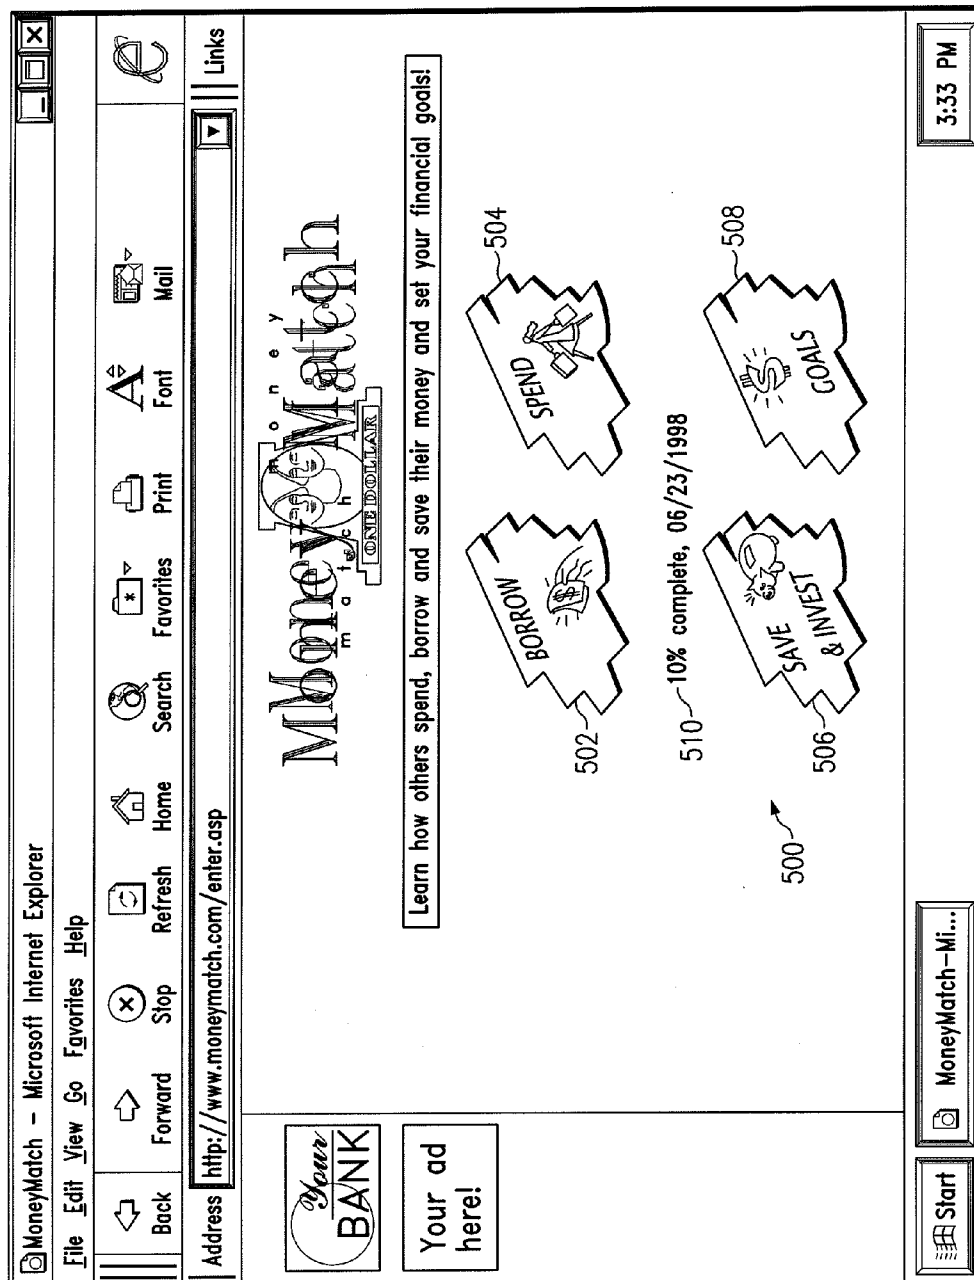 MoneyMatch - Microsoft Internet Explorer
File Edit View Go Favorites Help
Back Forward Stop Refresh Home Search Favorites Print Font Mail
Address http://www.moneymatch.com/enter.asp Links
Your
BANK
Your ad
here!
MoneyMatch
money
match
ONE DOLLAR
Learn how others spend, borrow and save their money and set your financial goals!
BORROW
SPEND
502
504
510 10% complete, 06/23/1998
SAVE
& INVEST
$
GOALS
506
508
500
Start MoneyMatch-Mi... 3:33 PM